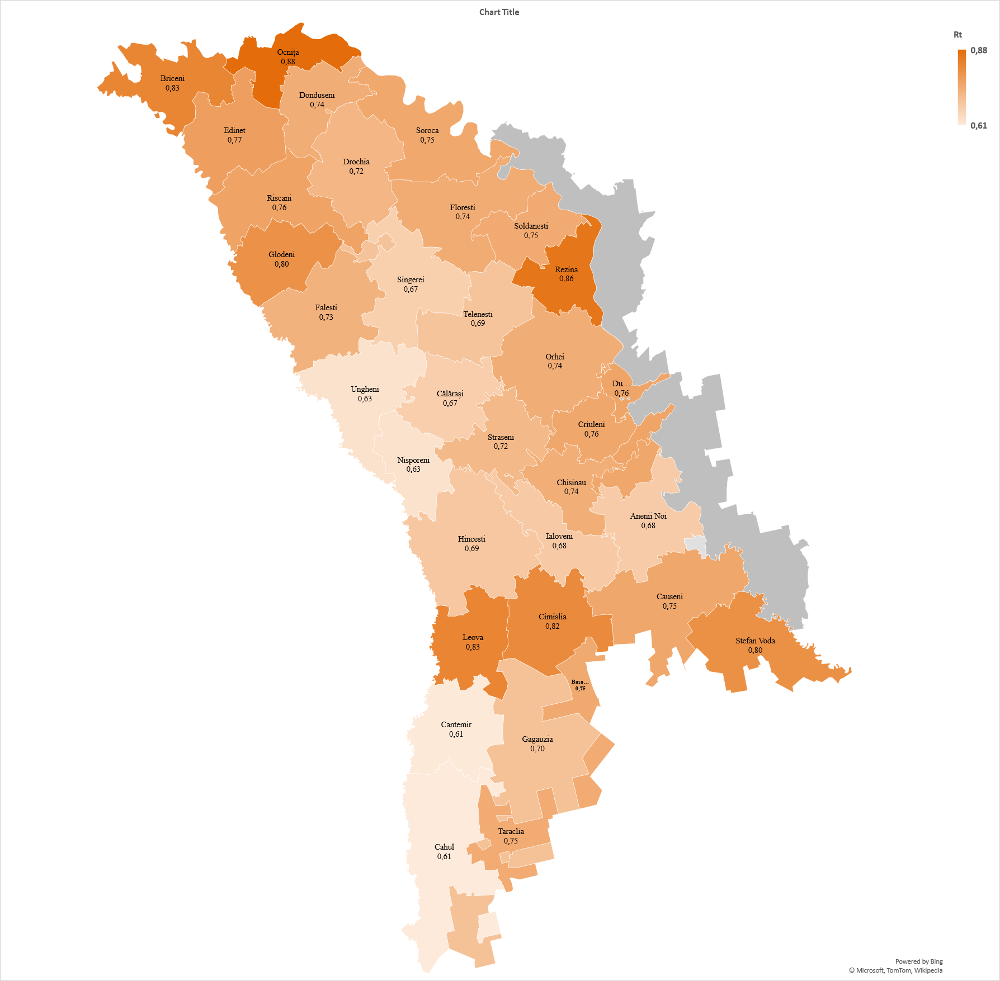 Chart Title
Rt
0,88
0,61
Ocnița
0,88
Briceni
0,83
Donduseni
0,74
Edinet
0,77
Soroca
0,75
Drochia
0,72
Riscani
0,76
Floresti
0,74
Soldanesti
0,75
Glodeni
0,80
Rezina
0,86
Singerei
0,67
Falesti
0,73
Telenesti
0,69
Orhei
0,74
Ungheni
0,63
Du...
0,76
Călărași
0,67
Criuleni
0,76
Straseni
0,72
Nisporeni
0,63
Chisinau
0,74
Anenii Noi
0,68
Hincesti
0,69
Ialoveni
0,68
Causeni
0,75
Cimislia
0,82
Leova
0,83
Stefan Voda
0,80
Basa...
0,75
Cantemir
0,61
Gagauzia
0,70
Taraclia
0,75
Cahul
0,61
Powered by Bing
© Microsoft, TomTom, Wikipedia